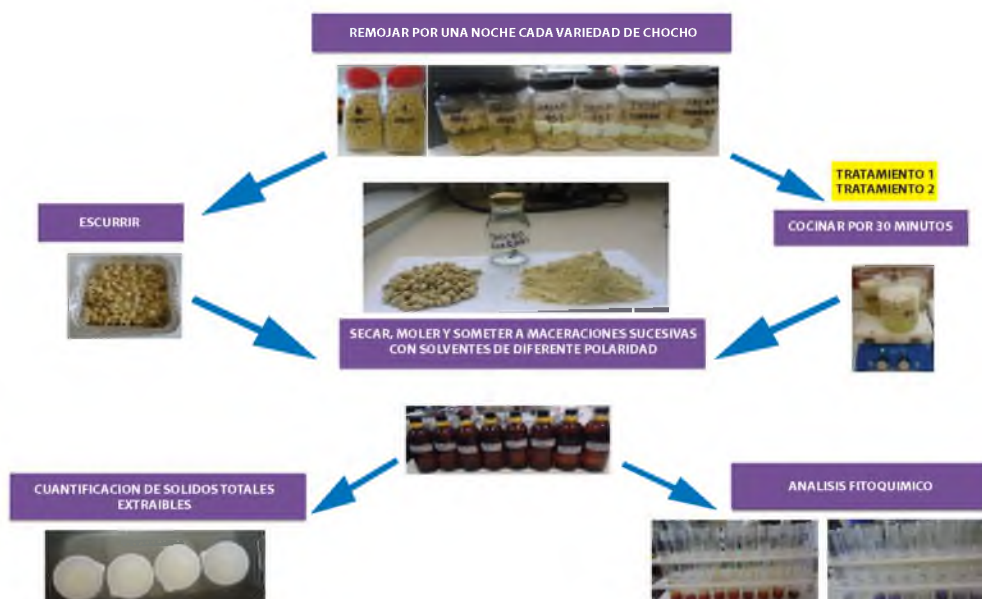 REMOJAR POR UNA NOCHE CADA VARIEDAD DE CHOCHO
TRATAMIENTO 1
TRATAMIENTO 2
ESCURRIR
COCINAR POR 30 MINUTOS
SECAR, MOLER Y SOMETER A MACERACIONES SUCESIVAS
CON SOLVENTES DE DIFERENTE POLARIDAD
CUANTIFICACION DE SOLIDOS TOTALES
EXTRAIBLES
ANALISIS FITOQUIMICO